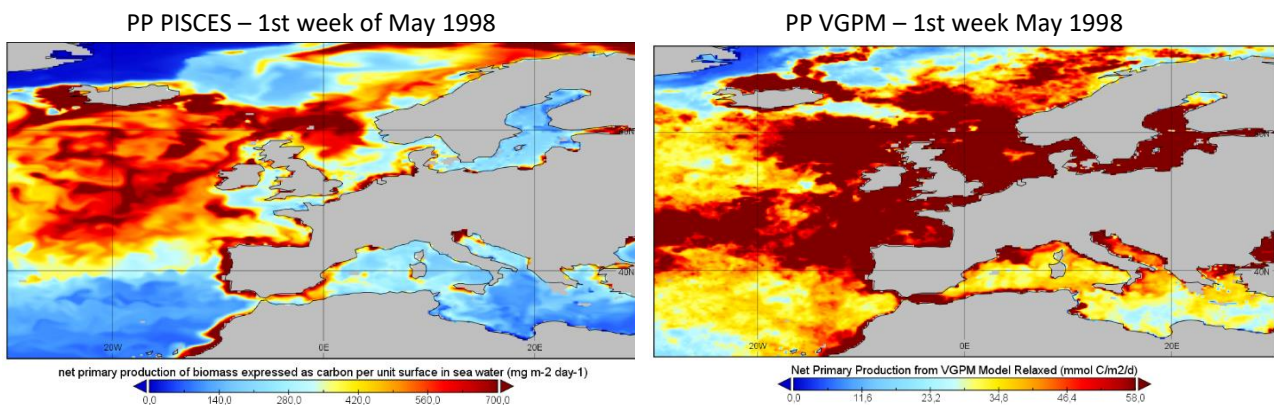 PP PISCES – 1st week of May 1998
PP VGPM – 1st week May 1998
20W
0E
20E
40N
20W
0E
20E
40N
net primary production of biomass expressed as carbon per unit surface in sea water (mg m-2 day-1)
0,0 140,0 280,0 420,0 560,0 700,0
Net Primary Production from VGPM Model Relaxed (mmol C/m2/d)
0,0 11,6 23,2 34,8 46,4 58,0